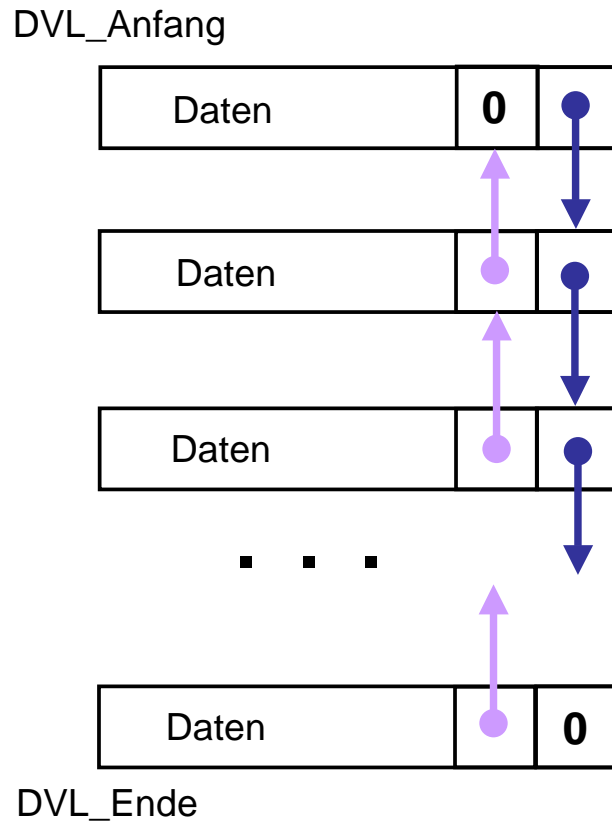 DVL_Anfang
Daten 0
Daten
Daten
. . .
Daten 0
DVL_Ende